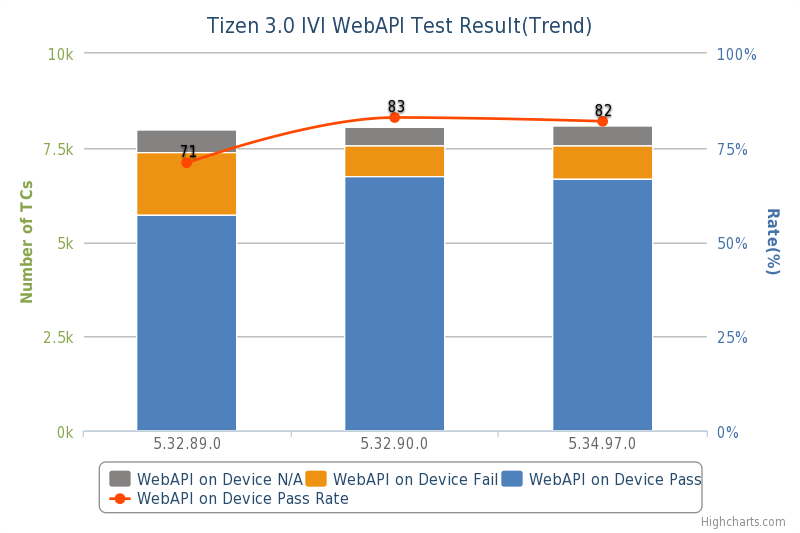 Tizen 3.0 IVI WebAPI Test Result(Trend)
10k
7.5k
5k
2.5k
0k
Number of TCs
71
83
82
100%
75%
50%
25%
0%
Rate(%)
5.32.89.0
5.32.90.0
5.34.97.0
WebAPI on Device N/A WebAPI on Device Fail WebAPI on Device Pass
WebAPI on Device Pass Rate
Highcharts.com